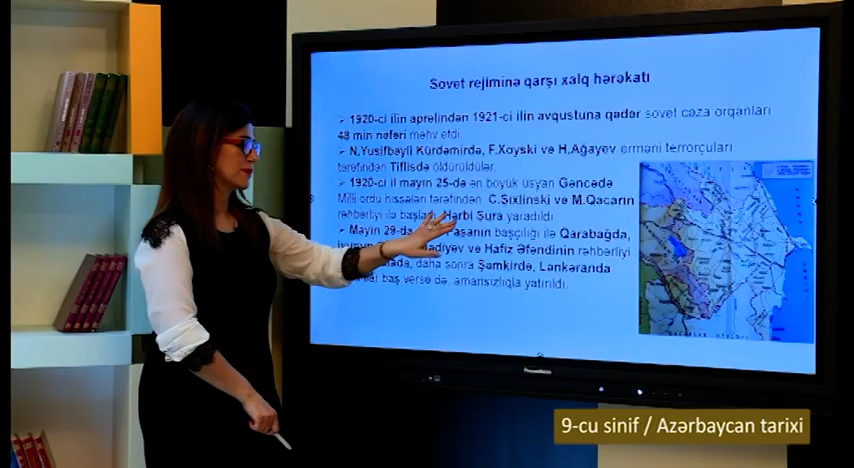 Sovet rejiminə qarşı xalq hərəkatı
➢ 1920-ci ilin aprelindən 1921-ci ilin avqustuna qədər sovet cəza orqanları
48 min nəfəri məhv etdi.
➢ N.Yusifbəyli Kürdəmirdə, F.Xoyski və H.Ağayev erməni terrorçuları
tərəfindən Tiflisdə öldürüldülər.
➢ 1920-ci il mayın 25-də ən böyük üsyan Gəncədə
Milli ordu hissələri tərəfindən C.Şıxlinski və M.Qacarın
rəhbərliyi ilə başladı. Hərbi Şura yaradıldı.
➢ Mayın 29-da Paşanın başçılığı ilə Qarabağda,
və Hafiz Əfəndinin rəhbərliyi
daha sonra Şəmkirdə, Lənkəranda
baş versə də, amansızlıqla yatırıldı.
Promethean
9-cu sinif / Azərbaycan tarixi